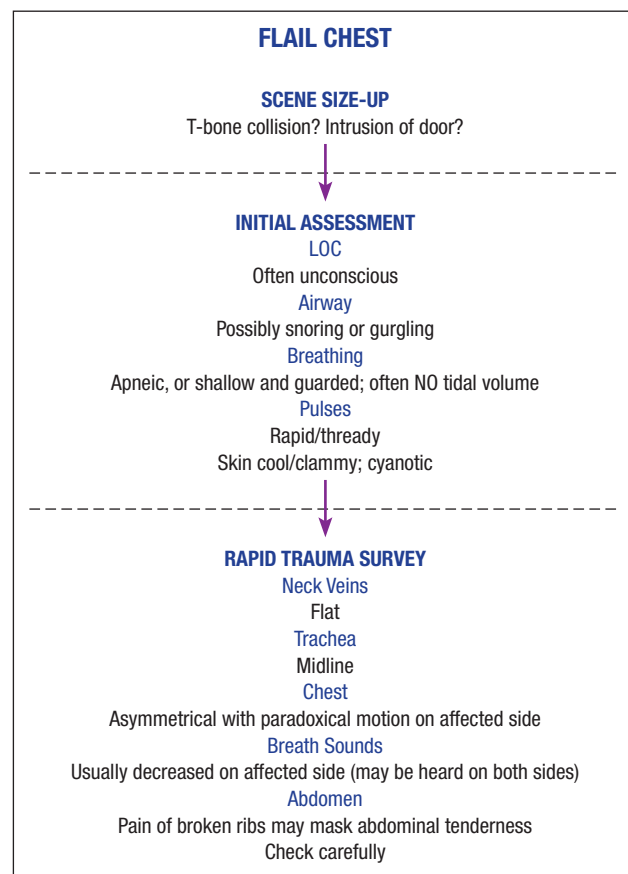 FLAIL CHEST
SCENE SIZE-UP
T-bone collision? Intrusion of door?
INITIAL ASSESSMENT
LOC
Often unconscious
Airway
Possibly snoring or gurgling
Breathing
Apneic, or shallow and guarded; often NO tidal volume
Pulses
Rapid/thready
Skin cool/clammy; cyanotic
RAPID TRAUMA SURVEY
Neck Veins
Flat
Trachea
Midline
Chest
Asymmetrical with paradoxical motion on affected side
Breath Sounds
Usually decreased on affected side (may be heard on both sides)
Abdomen
Pain of broken ribs may mask abdominal tenderness
Check carefully